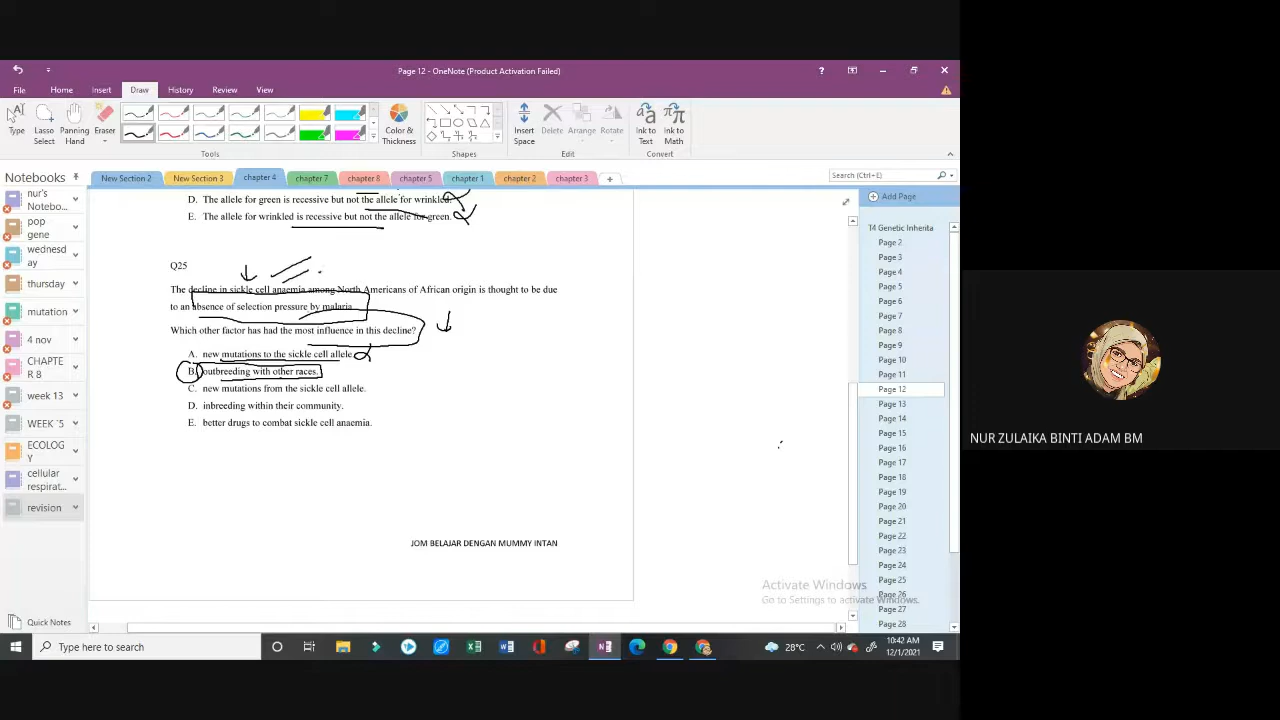 Page 12 - OneNote (Product Activation Failed)
?
File
Home
Insert
Draw
History
Review
View
Type
Lasso Select
Panning Hand
Eraser
Color & Thickness
Insert Space
Delete
Arrange
Rotate
Ink to Text
Ink to Math
Tools
Shapes
Edit
Convert
Notebooks
New Section 2
New Section 3
chapter 4
chapter 7
chapter 8
chapter 5
chapter 1
chapter 2
chapter 3
Search (Ctrl+E)
nur's Notebo...
pop gene
wednesday
thursday
mutation
4 nov
CHAPTER 8
week 13
WEEK `5
ECOLOGY
cellular respirat...
revision
Quick Notes
D. The allele for green is recessive but not the allele for wrinkled.
E. The allele for wrinkled is recessive but not the allele for green.
Q25
The decline in sickle cell anaemia among North Americans of African origin is thought to be due
to an absence of selection pressure by malaria
Which other factor has had the most influence in this decline?
A. new mutations to the sickle cell allele
B. outbreeding with other races.
C. new mutations from the sickle cell allele.
D. inbreeding within their community.
E. better drugs to combat sickle cell anaemia.
JOM BELAJAR DENGAN MUMMY INTAN
Add Page
T4 Genetic Inherita
Page 2
Page 3
Page 4
Page 5
Page 6
Page 7
Page 8
Page 9
Page 10
Page 11
Page 12
Page 13
Page 14
Page 15
Page 16
Page 17
Page 18
Page 19
Page 20
Page 21
Page 22
Page 23
Page 24
Page 25
Page 26
Page 27
Page 28
Activate Windows
Go to Settings to activate Windows.
NUR ZULAIKA BINTI ADAM BM
Type here to search
28°C
10:42 AM
12/1/2021